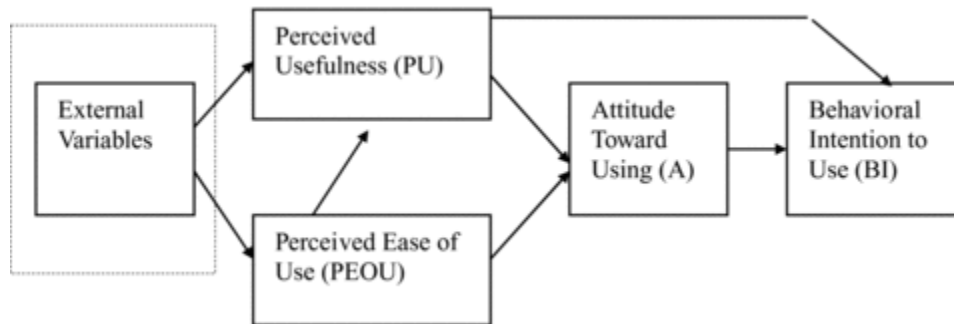 External
Variables
Perceived
Usefulness (PU)
Perceived Ease of
Use (PEOU)
Attitude
Toward
Using (A)
Behavioral
Intention to
Use (BI)